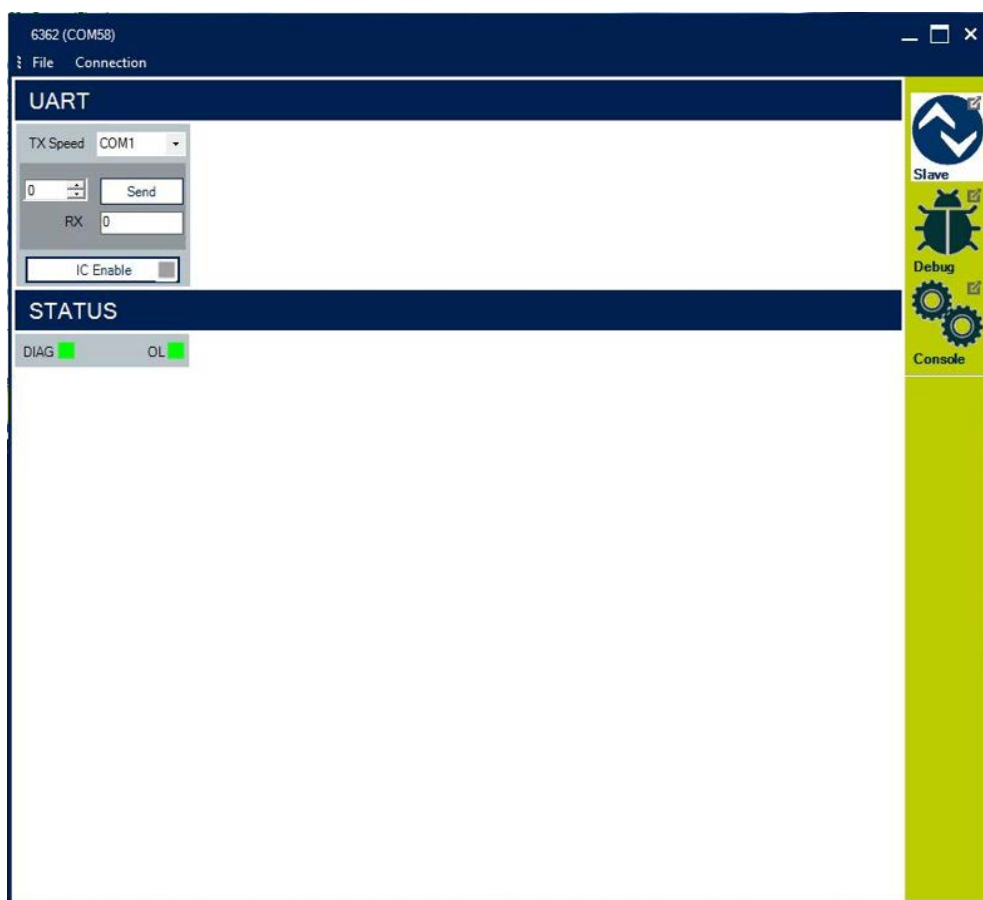 6362 (COM58)
File Connection
UART
TX Speed COM1
0 Send
RX 0
IC Enable
STATUS
DIAG OL
Slave
Debug
Console